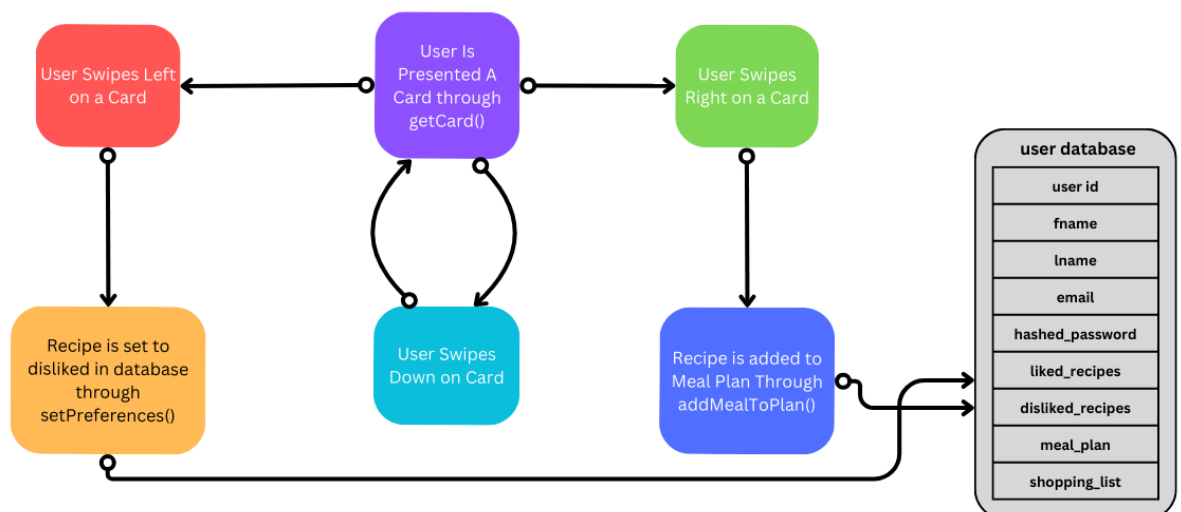 User Swipes Left
on a Card
User Is
Presented A
Card through
getCard()
User Swipes
Right on a Card
Recipe is set to
disliked in database
through
setPreferences()
User Swipes
Down on Card
Recipe is added to
Meal Plan Through
addMealToPlan()
user database
user id
fname
lname
email
hashed_password
liked_recipes
disliked_recipes
meal_plan
shopping_list